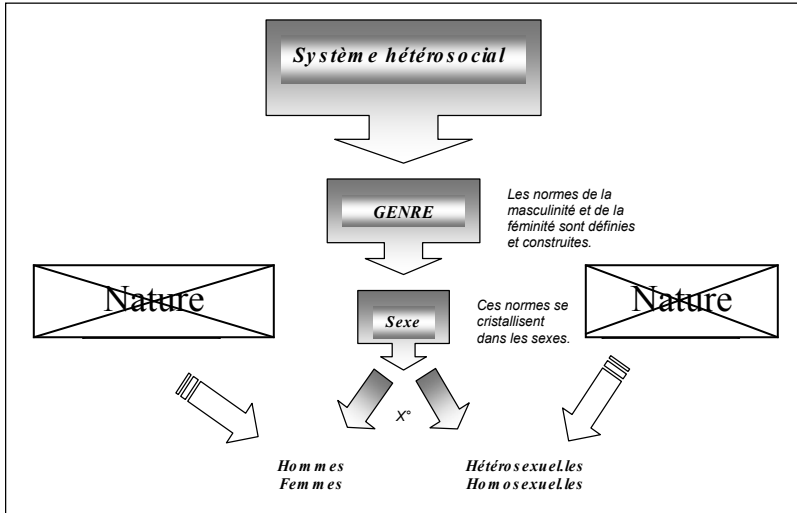 Système hétérosocial
GENRE
Les normes de la
masculinité et de la
féminité sont définies
et construites.
Nature
Nature
Sexe
Ces normes se
cristallisent
dans les sexes.
X°
Hommes
Femmes
Hétérosexuel.les
Homosexuel.les